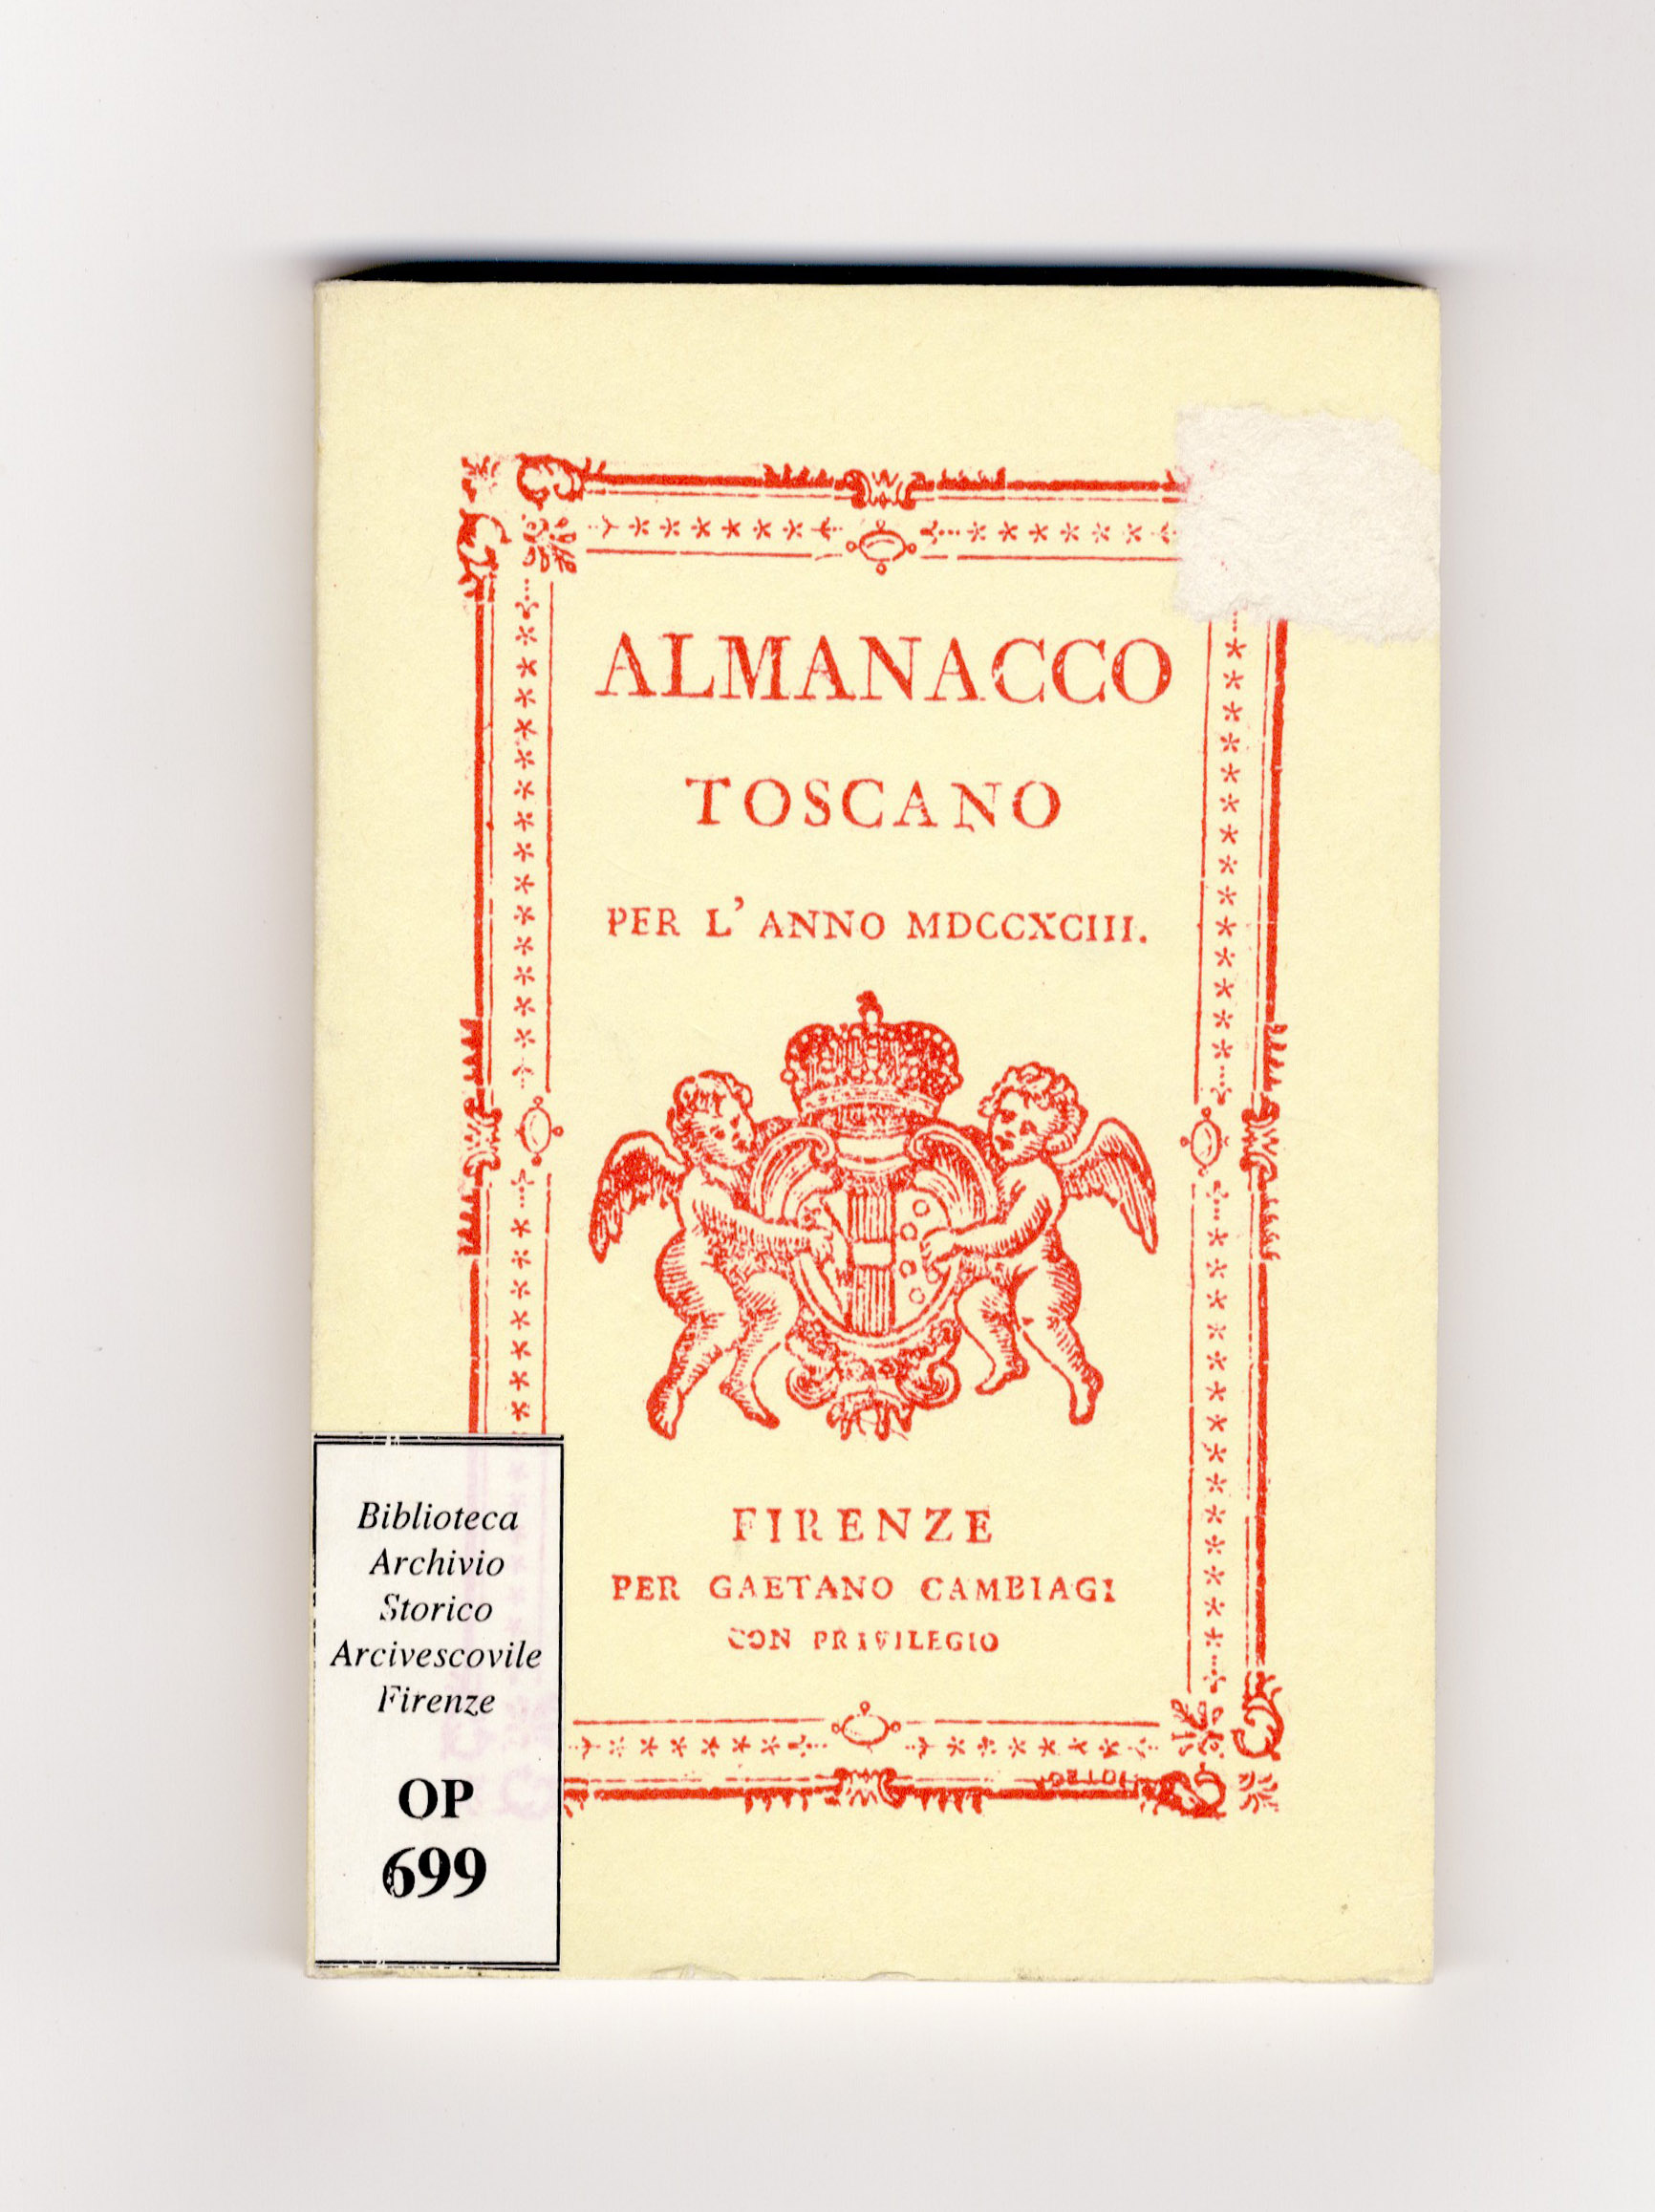 ALMANACCO
TOSCANO
PER L' ANNO MDCCXCIII.
FIRENZE
PER GAETANO CAMBIAGI
CON PRIVILEGIO
Biblioteca
Archivio
Storico
Arcivescovile
Firenze
OP
699